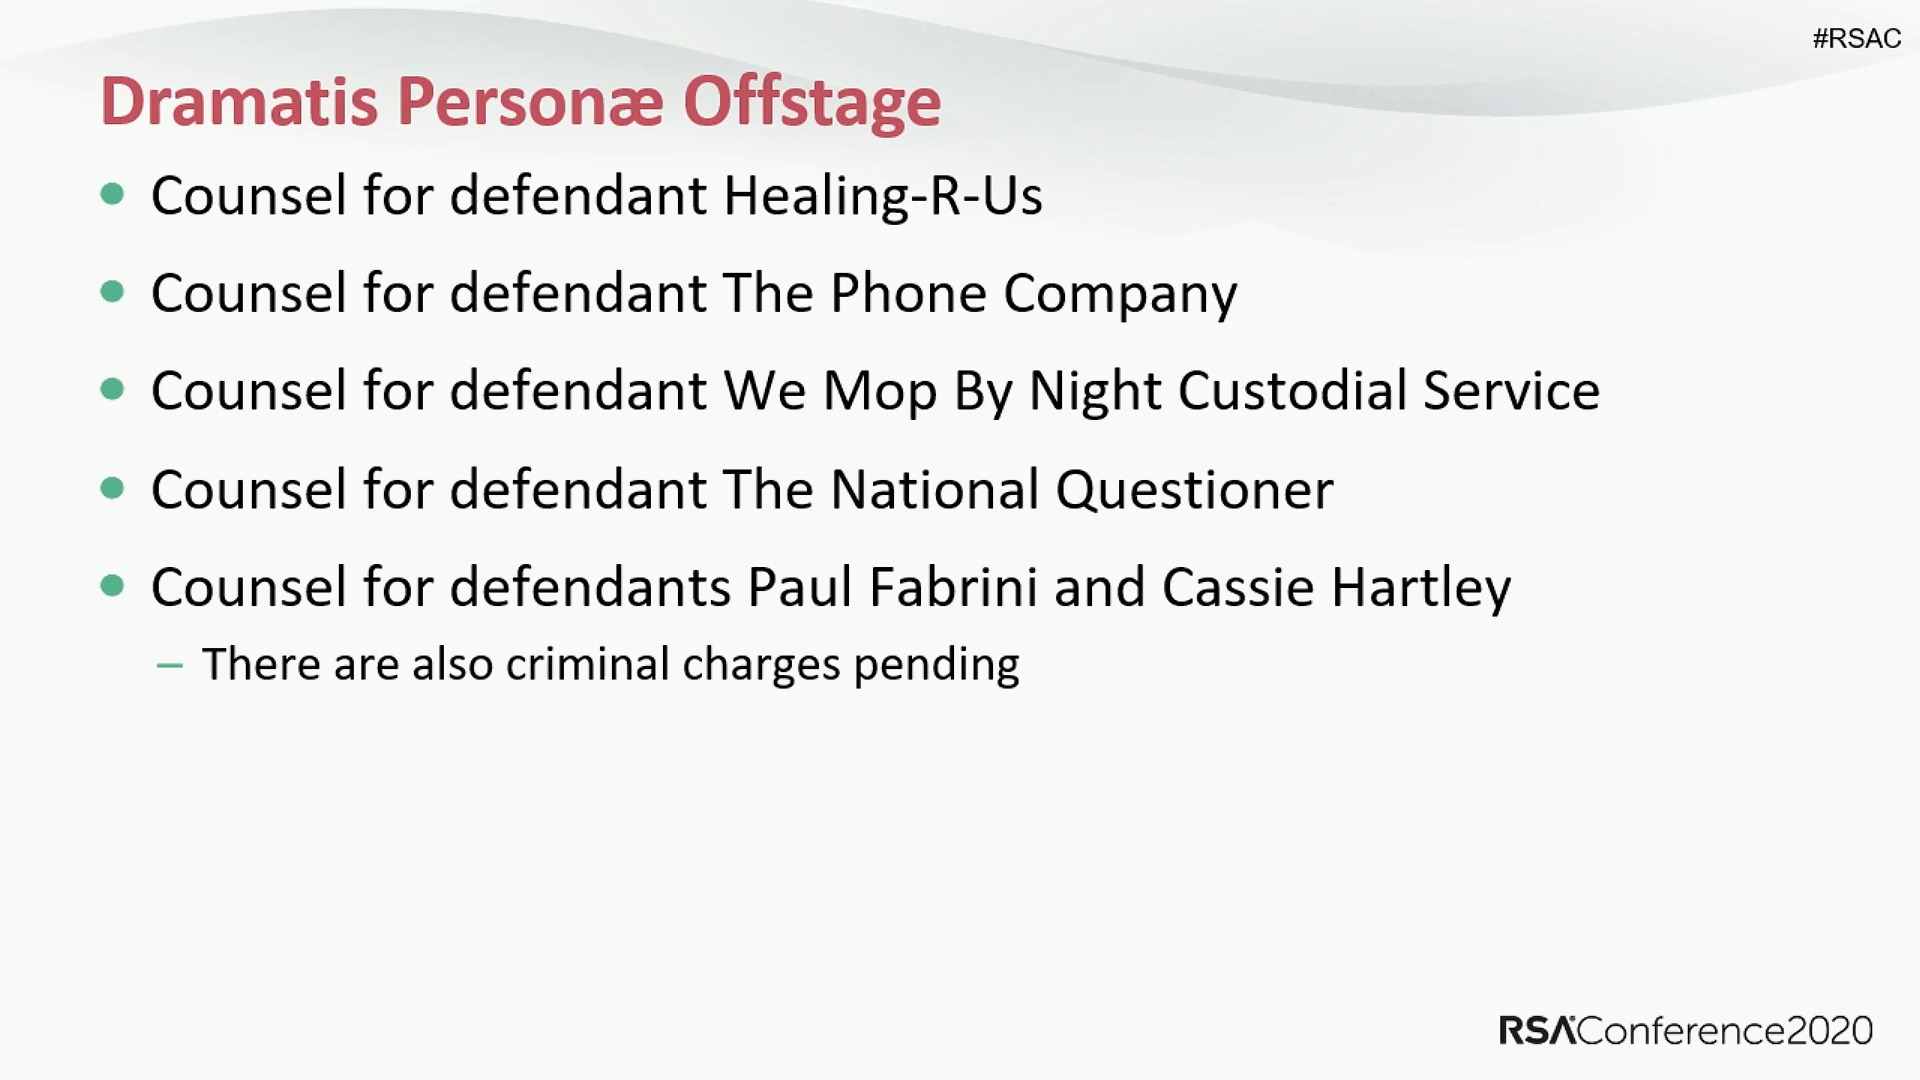 #RSAC
Dramatis Personæ Offstage
• Counsel for defendant Healing-R-Us
• Counsel for defendant The Phone Company
• Counsel for defendant We Mop By Night Custodial Service
• Counsel for defendant The National Questioner
• Counsel for defendants Paul Fabrini and Cassie Hartley
– There are also criminal charges pending
RSAConference2020